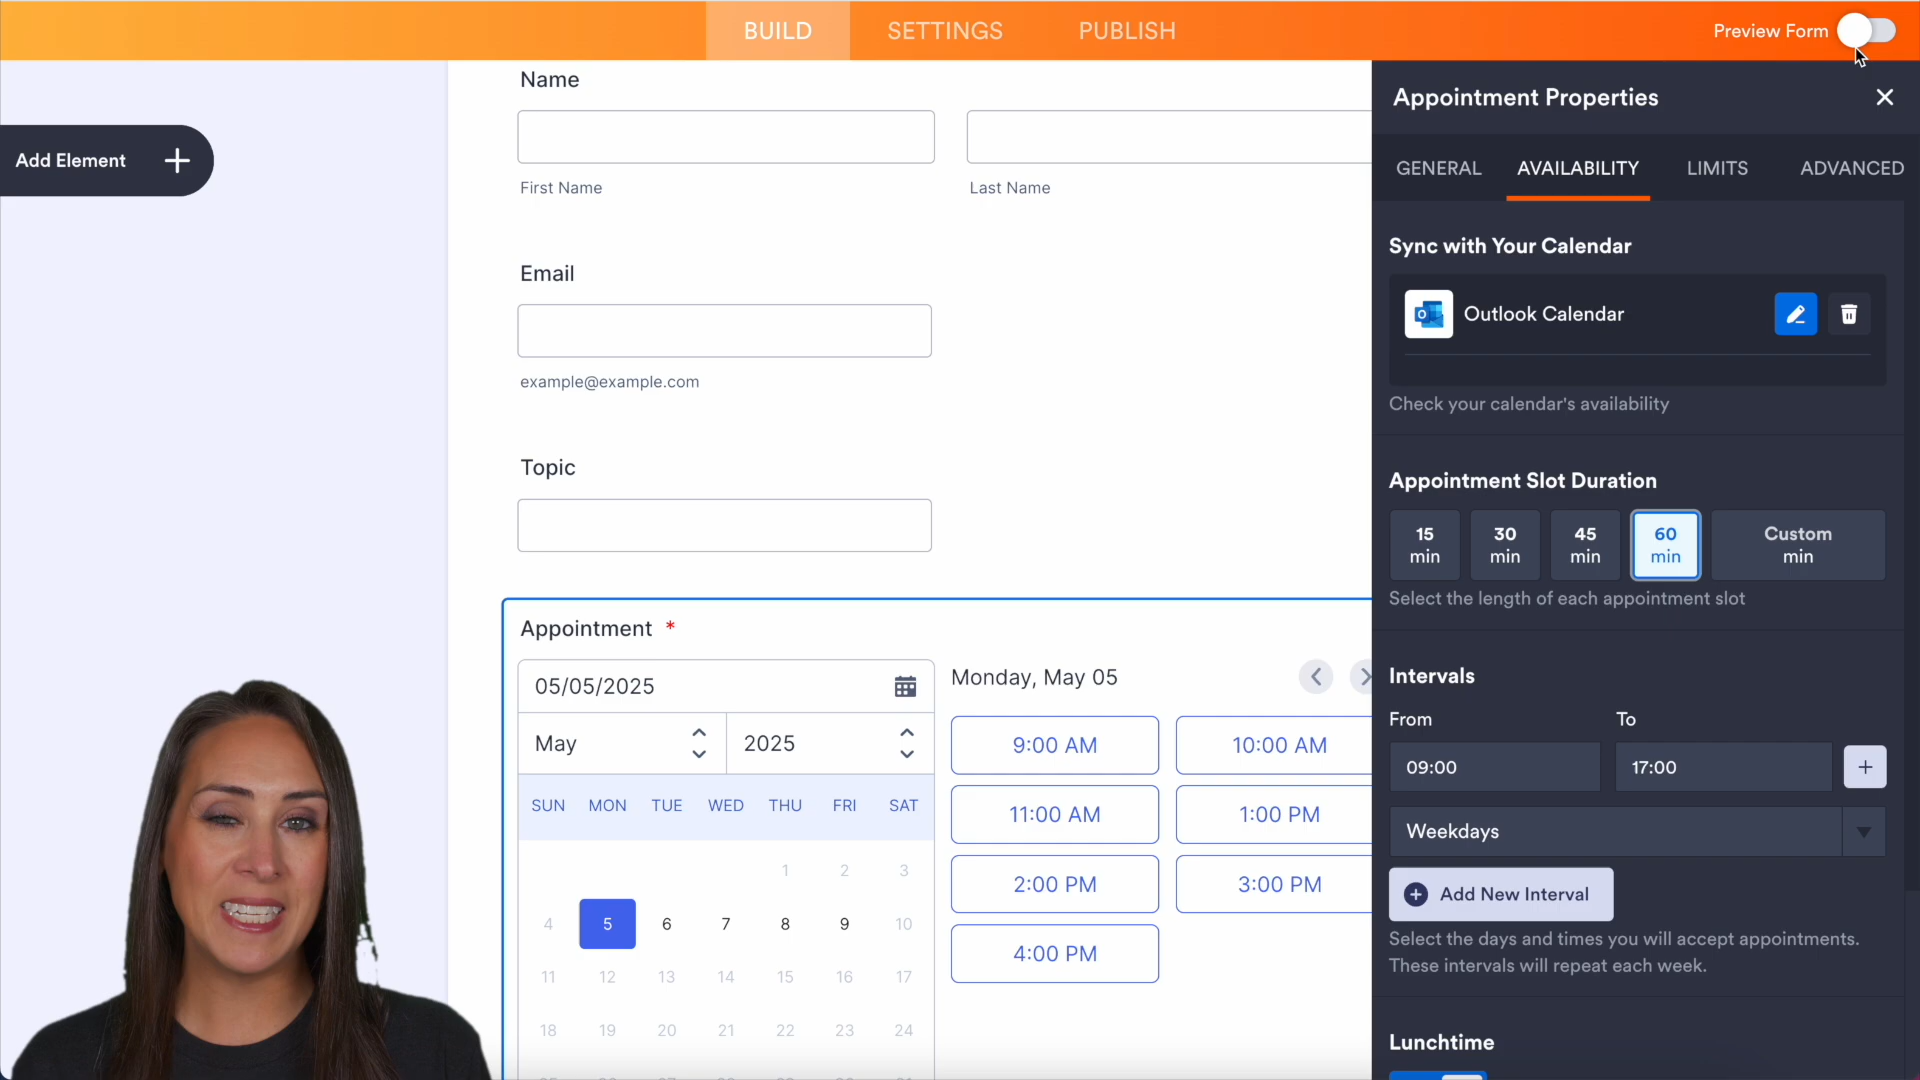 BUILD
SETTINGS
PUBLISH
Preview Form
Add Element
Name
First Name
Last Name
Email
example@example.com
Topic
Appointment *
05/05/2025
May
2025
SUN MON TUE WED THU FRI SAT
1 2 3
4 5 6 7 8 9 10
11 12 13 14 15 16 17
18 19 20 21 22 23 24
Monday, May 05
9:00 AM
10:00 AM
11:00 AM
1:00 PM
2:00 PM
3:00 PM
4:00 PM
Appointment Properties
GENERAL
AVAILABILITY
LIMITS
ADVANCED
Sync with Your Calendar
Outlook Calendar
Check your calendar's availability
Appointment Slot Duration
15
min
30
min
45
min
60
min
Custom
min
Select the length of each appointment slot
Intervals
From
To
09:00
17:00
Weekdays
Add New Interval
Select the days and times you will accept appointments.
These intervals will repeat each week.
Lunchtime